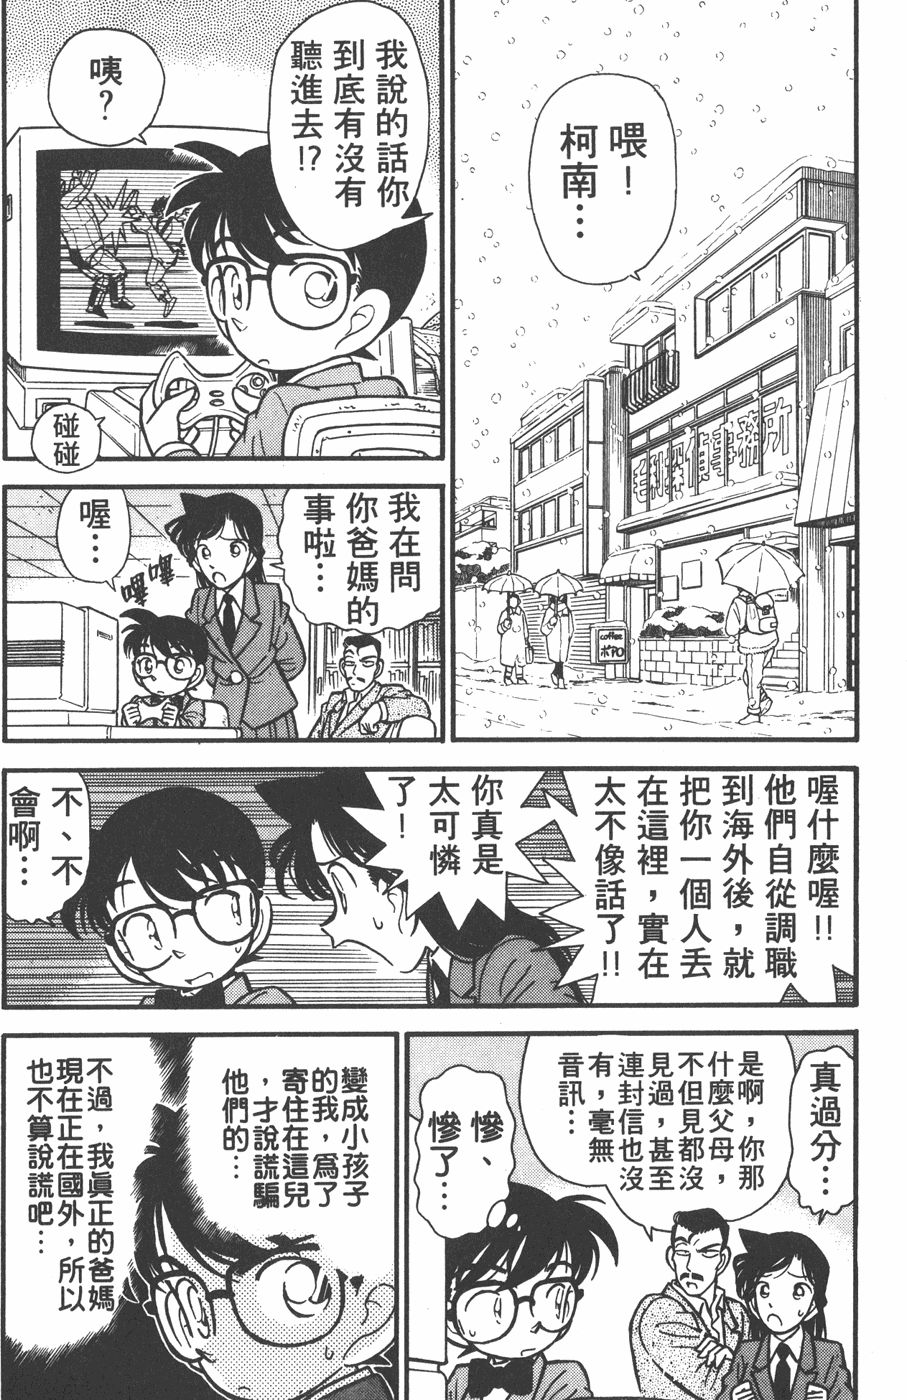 喂！
柯南…
毛利探偵事務所
coffee
ポアロ
我說的話你
到底有沒有
聽進去!?
咦？
碰碰
我在問
你爸媽的
事啦…
喔…
嗶嗶
喔什麼喔!!
他們自從調職
到海外後，就
把你一個人丟
在這裡，實在
太不像話了!!
你真是
太可憐
了！
不、不
會啊…
真過分…
是啊，你那
什麼父母，
不但見都沒
見過，甚至
連封信也沒
有，毫無
音訊…
慘、
慘了…
變成小孩子
的我，為了
寄住在這兒
，才說謊騙
他們的…
不過，我真正的爸媽
現在正在國外，所以
也不算說謊吧…